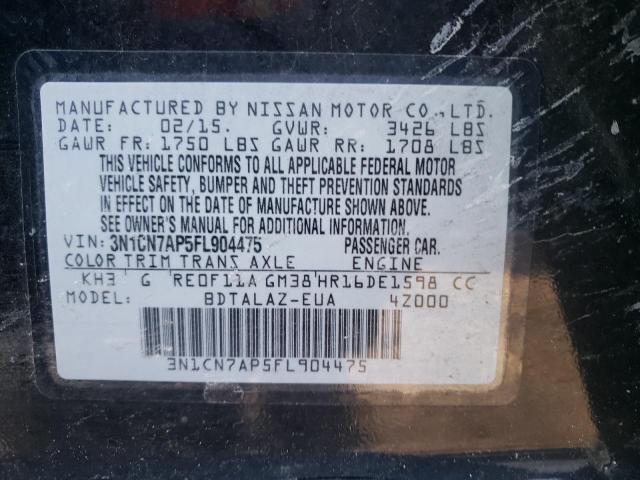 MANUFACTURED BY NISSAN MOTOR CO., LTD.
DATE: 02/15. GVWR: 3426 LBS
GAWR FR: 1750 LBS GAWR RR: 1708 LBS
THIS VEHICLE CONFORMS TO ALL APPLICABLE FEDERAL MOTOR
VEHICLE SAFETY, BUMPER AND THEFT PREVENTION STANDARDS
IN EFFECT ON THE DATE OF MANUFACTURE SHOWN ABOVE.
SEE OWNER'S MANUAL FOR ADDITIONAL INFORMATION.
VIN: 3N1CN7AP5FL904475 PASSENGER CAR.
COLOR TRIM TRANS AXLE ENGINE
KH3 G RE0F11A GM38 HR16DE1598 CC
MODEL: BDTALAZ-EUA 4Z000
3N1CN7AP5FL904475